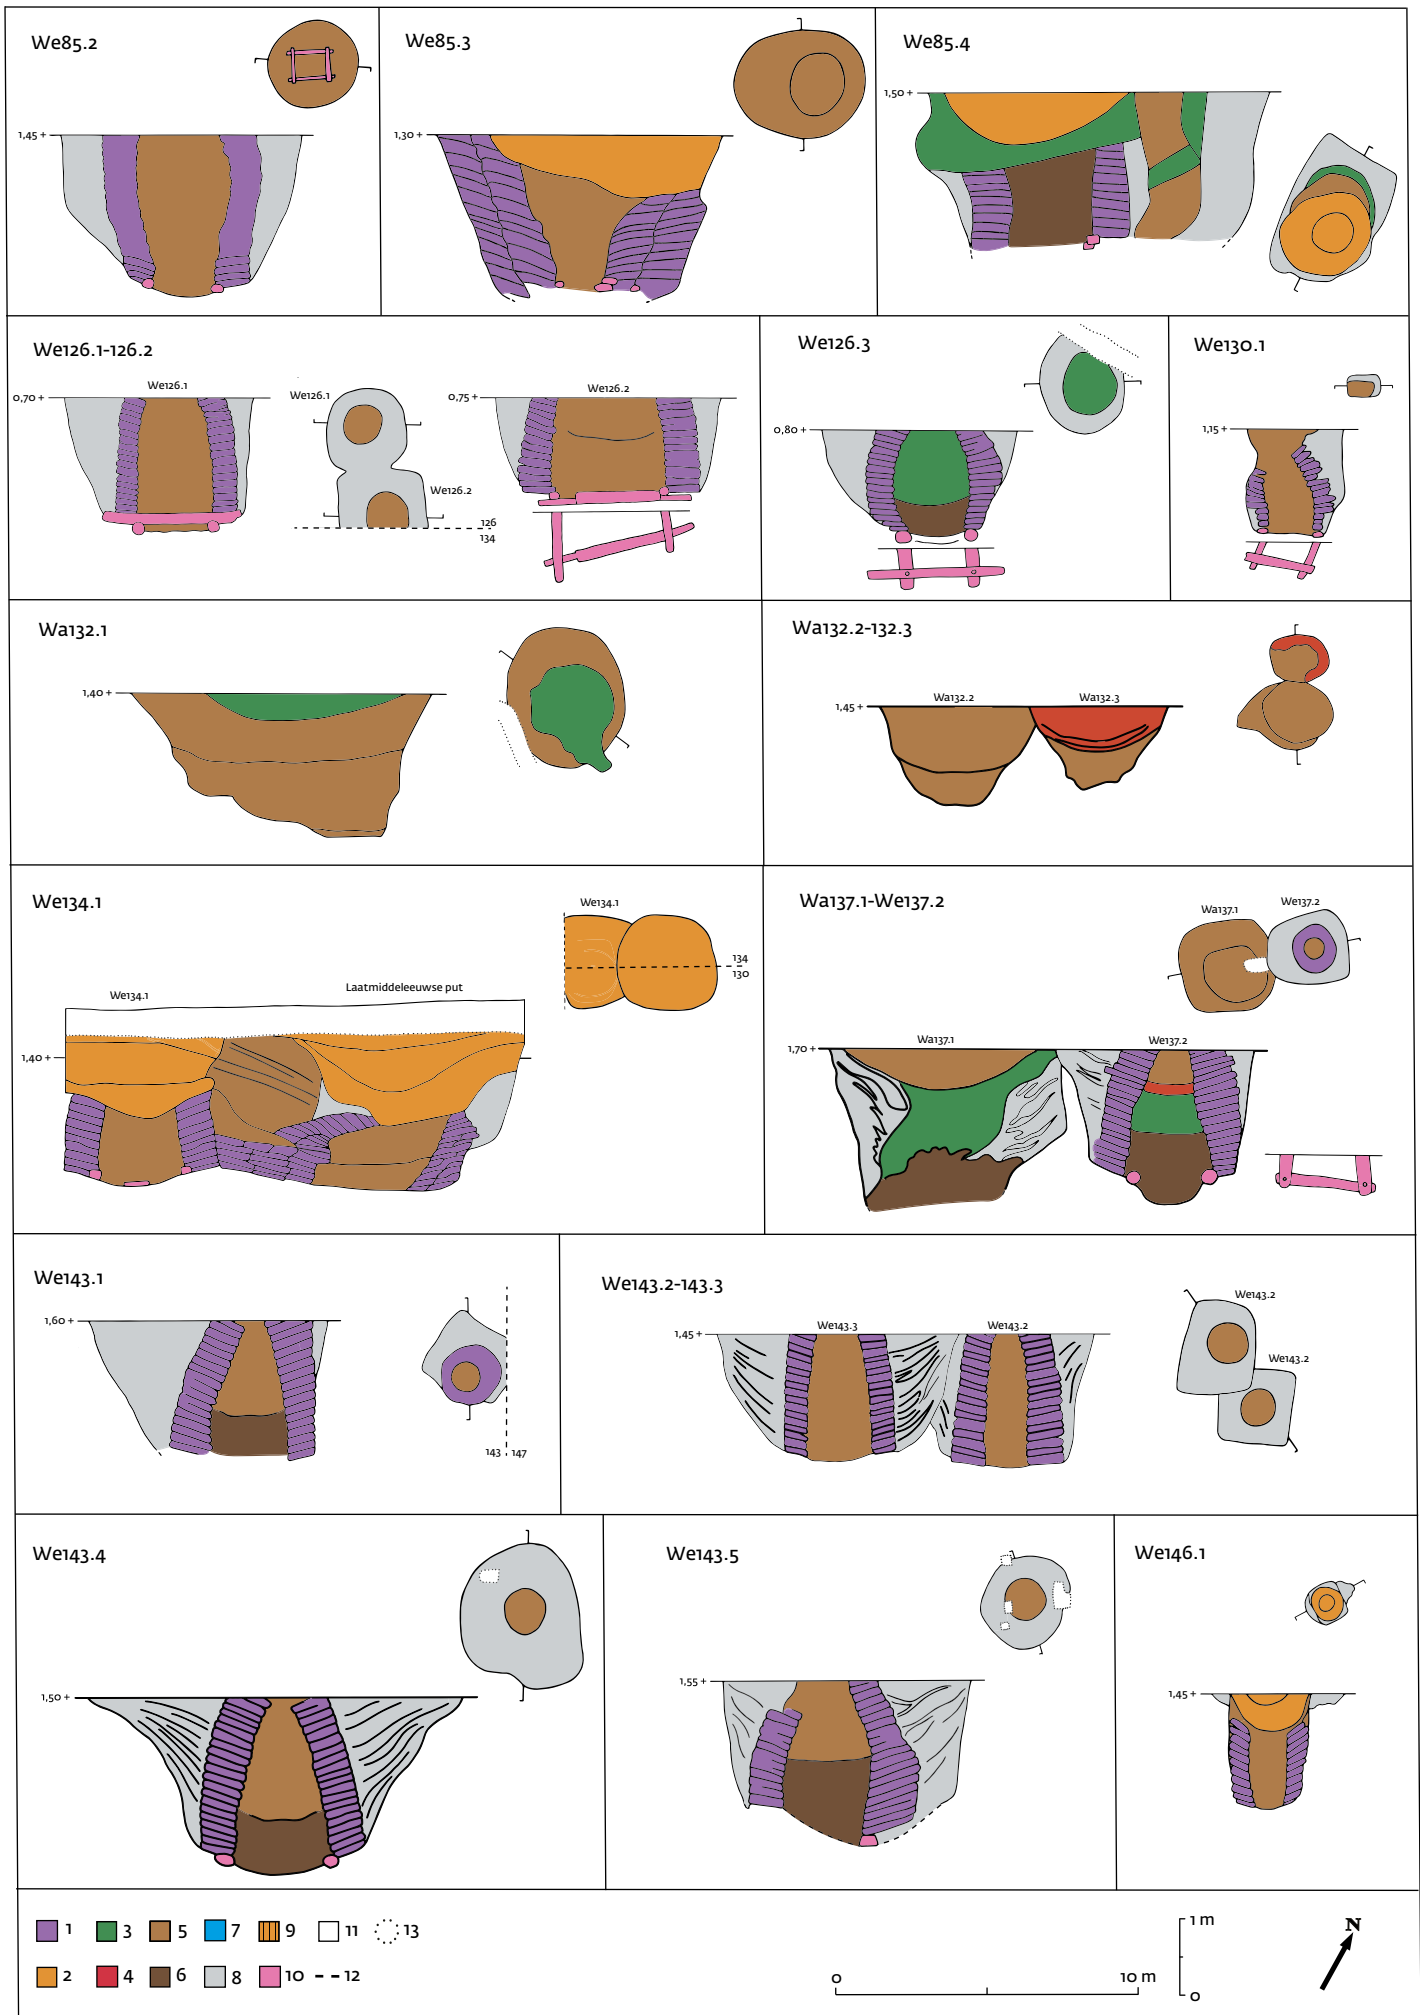 We85.2
1,45 +
We85.3
1,30 +
We85.4
1,50 +
We126.1-126.2
0,70 +
We126.1
We126.1
We126.2
126
134
0,75 +
We126.2
We126.3
0,80 +
We130.1
1,15 +
Wa132.1
1,40 +
Wa132.2-132.3
1,45 +
Wa132.2
Wa132.3
We134.1
We134.1
134
130
We134.1
Laatmiddeleeuwse put
1,40 +
Wa137.1-We137.2
Wa137.1
We137.2
1,70 +
Wa137.1
We137.2
We143.1
1,60 +
143
147
We143.2-143.3
1,45 +
We143.3
We143.2
We143.2
We143.2
We143.4
1,50 +
We143.5
1,55 +
We146.1
1,45 +
1 3 5 7 9 11 13
2 4 6 8 10 12
0 10 m
1 m
0
N